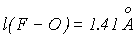 l(F − O) = 1.41 Å